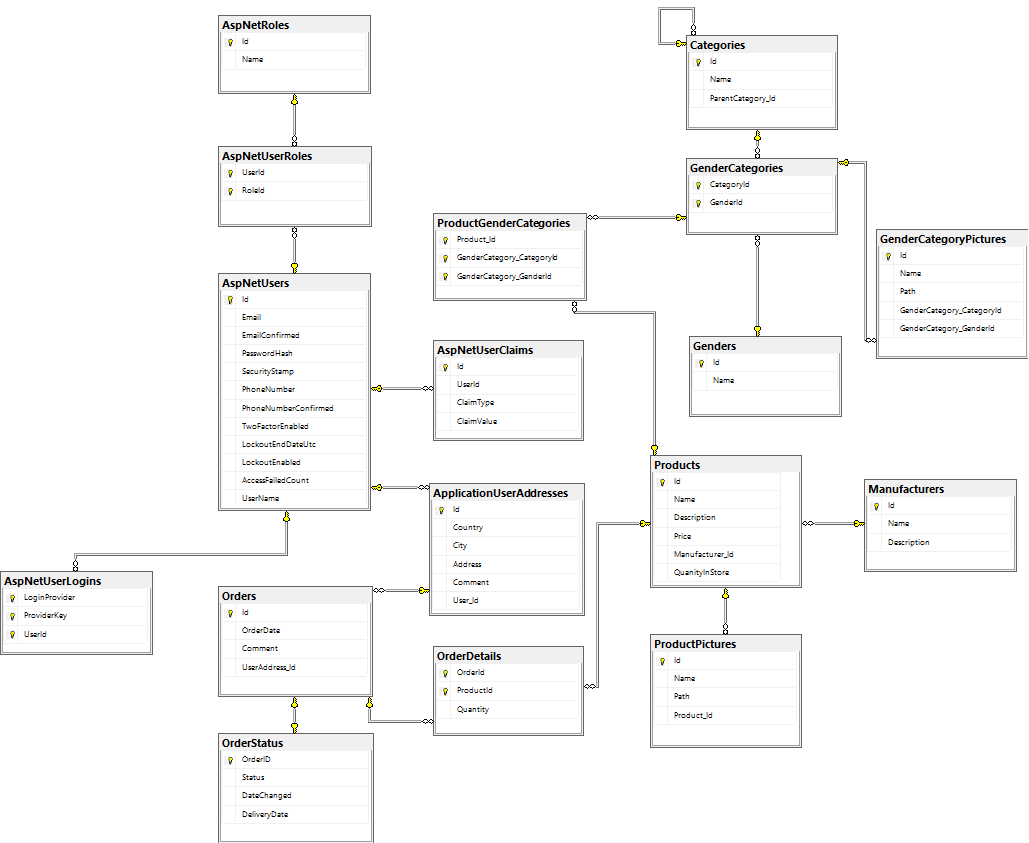 AspNetRoles
Id
Name
AspNetUserRoles
UserId
RoleId
AspNetUsers
Id
Email
EmailConfirmed
PasswordHash
SecurityStamp
PhoneNumber
PhoneNumberConfirmed
TwoFactorEnabled
LockoutEndDateUtc
LockoutEnabled
AccessFailedCount
UserName
AspNetUserLogins
LoginProvider
ProviderKey
UserId
Orders
Id
OrderDate
Comment
UserAddress_Id
OrderStatus
OrderID
Status
DateChanged
DeliveryDate
ProductGenderCategories
Product_Id
GenderCategory_CategoryId
GenderCategory_GenderId
AspNetUserClaims
Id
UserId
ClaimType
ClaimValue
ApplicationUserAddresses
Id
Country
City
Address
Comment
User_Id
OrderDetails
OrderId
ProductId
Quantity
Categories
Id
Name
ParentCategory_Id
GenderCategories
CategoryId
GenderId
GenderCategoryPictures
Id
Name
Path
GenderCategory_CategoryId
GenderCategory_GenderId
Genders
Id
Name
Products
Id
Name
Description
Price
Manufacturer_Id
QuanityInStore
Manufacturers
Id
Name
Description
ProductPictures
Id
Name
Path
Product_Id